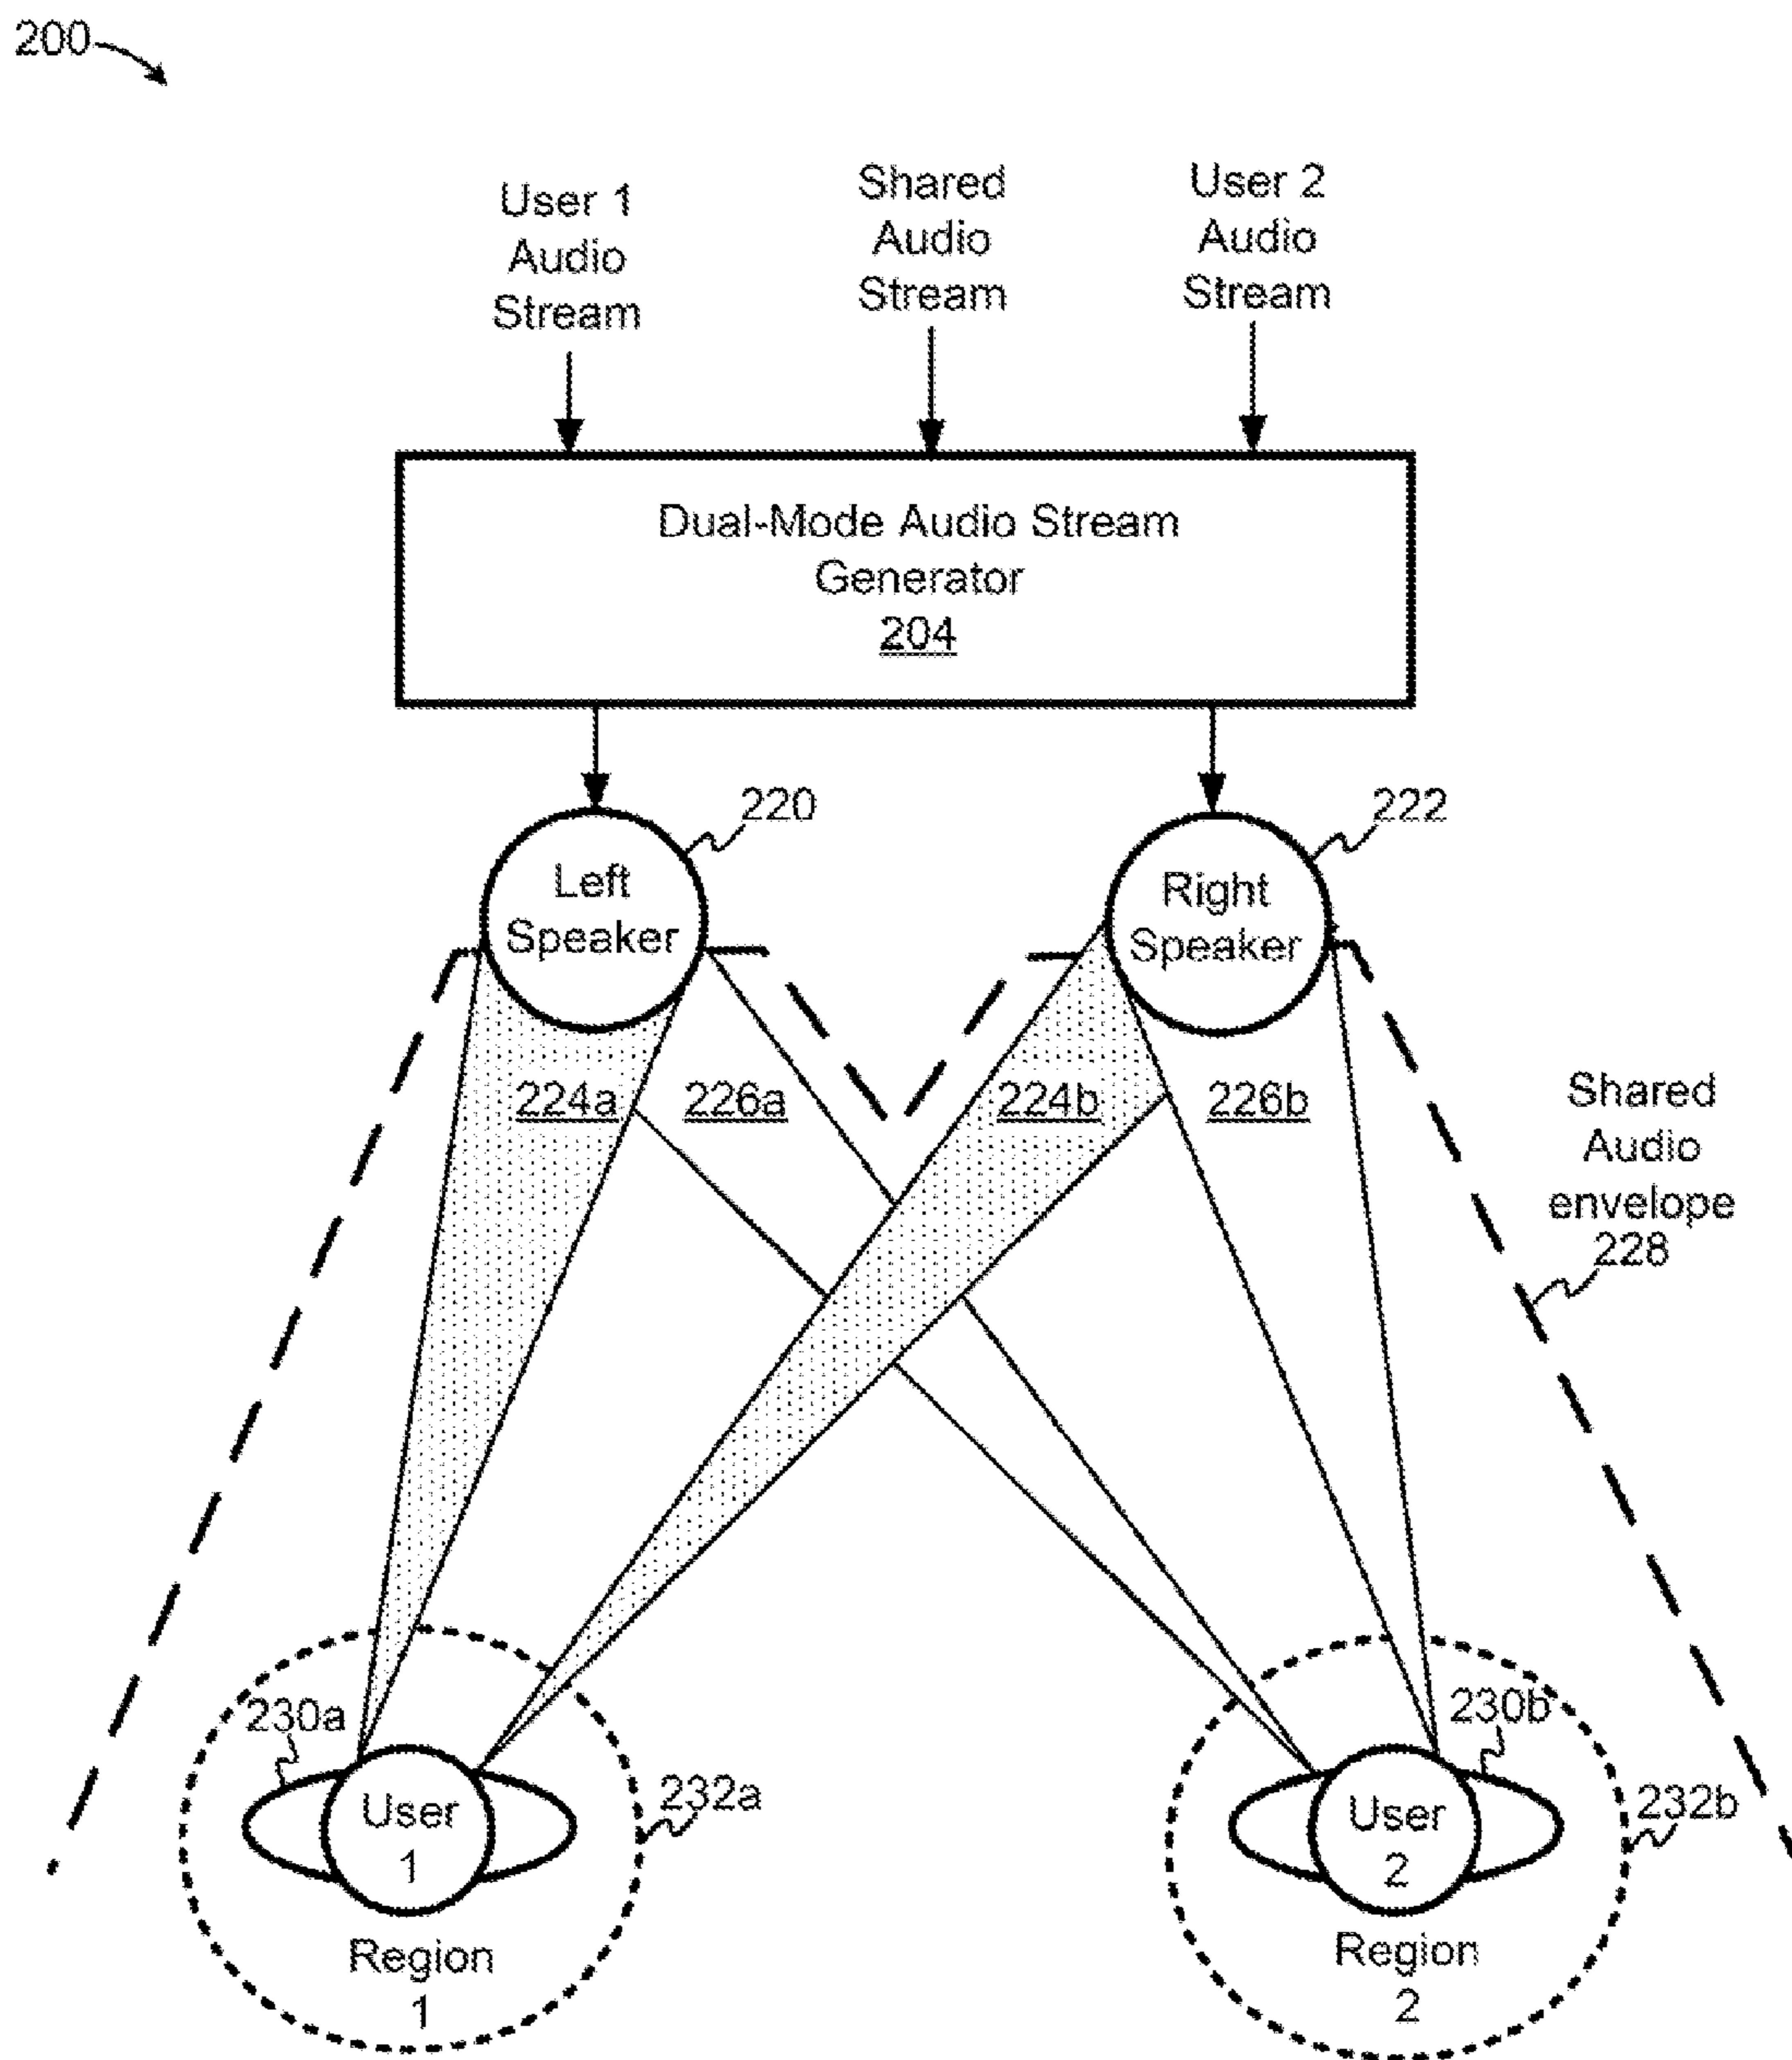 200
User 1
Audio
Stream
Shared
Audio
Stream
User 2
Audio
Stream
Dual-Mode Audio Stream
Generator
204
220
222
Left
Speaker
Right
Speaker
224a
226a
224b
226b
Shared
Audio
envelope
228
230a
230b
232a
232b
User
1
User
2
Region
1
Region
2